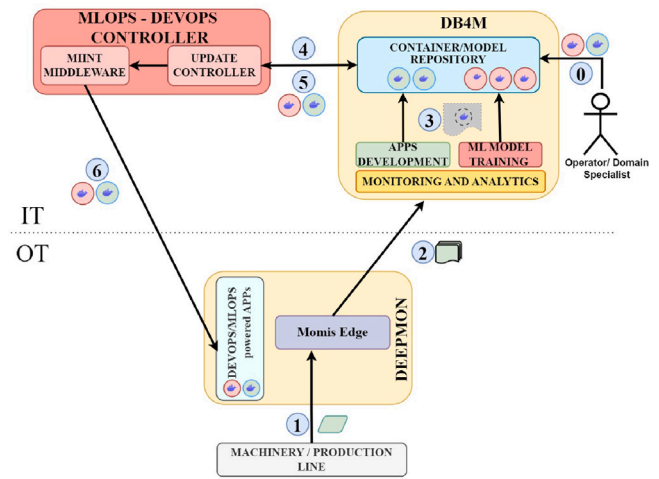 MLOPS - DEVOPS
CONTROLLER
MIINT
MIDDLEWARE
UPDATE
CONTROLLER
4
5
DB4M
CONTAINER/MODEL
REPOSITORY
0
3
APPS
DEVELOPMENT
ML MODEL
TRAINING
MONITORING AND ANALYTICS
Operator/ Domain
Specialist
6
IT
OT
2
DEVOPS/MLOPS
powered APPs
Momis Edge
DEEPMON
1
MACHINERY / PRODUCTION
LINE